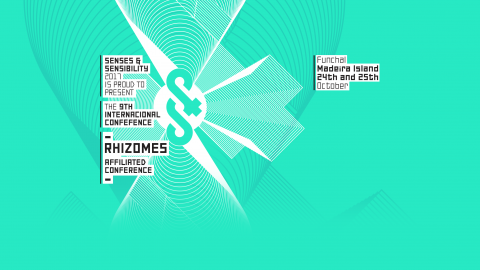 SENSES &
SENSIBILITY
2017
IS PROUD TO
PRESENT
THE 9TH
INTERNACIONAL
CONFEFENCE
–
RHIZOMES
AFFILIATED
CONFERENCE
–
S+S
Funchal
Madeira Island
24th and 25th
October